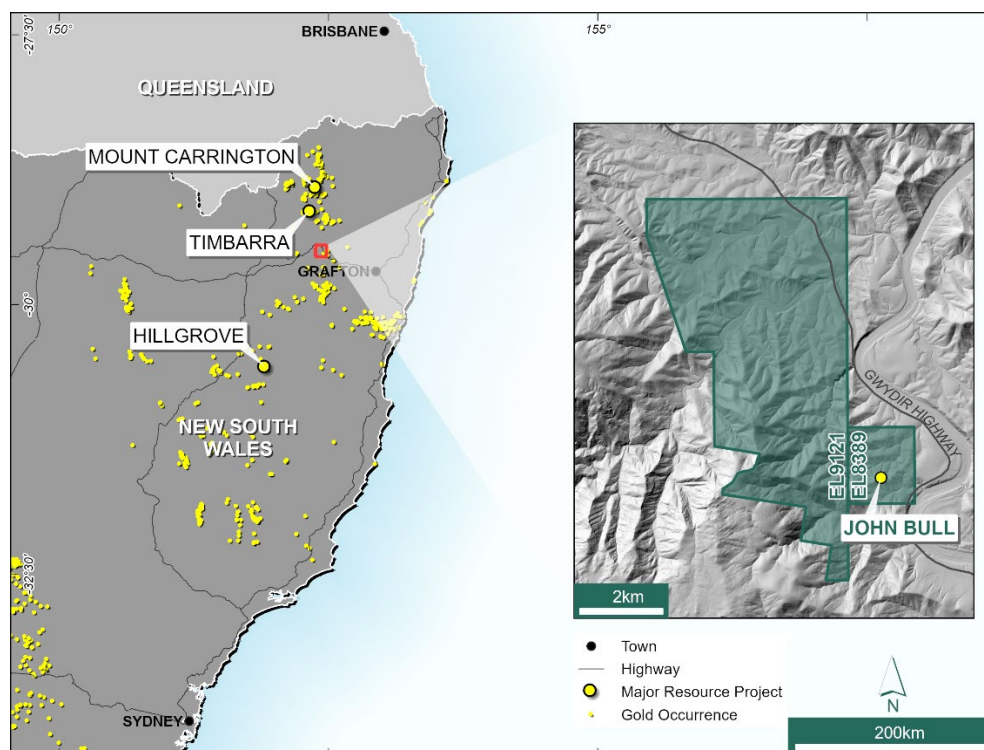 150°
155°
-27°30'
BRISBANE
QUEENSLAND
MOUNT CARRINGTON
TIMBARRA
GRAFTON
-30°
HILLGROVE
NEW SOUTH
WALES
-32°30'
SYDNEY
GWYDIR HIGHWAY
EL9121
EL8389
JOHN BULL
2km
Town
Highway
Major Resource Project
Gold Occurrence
N
200km